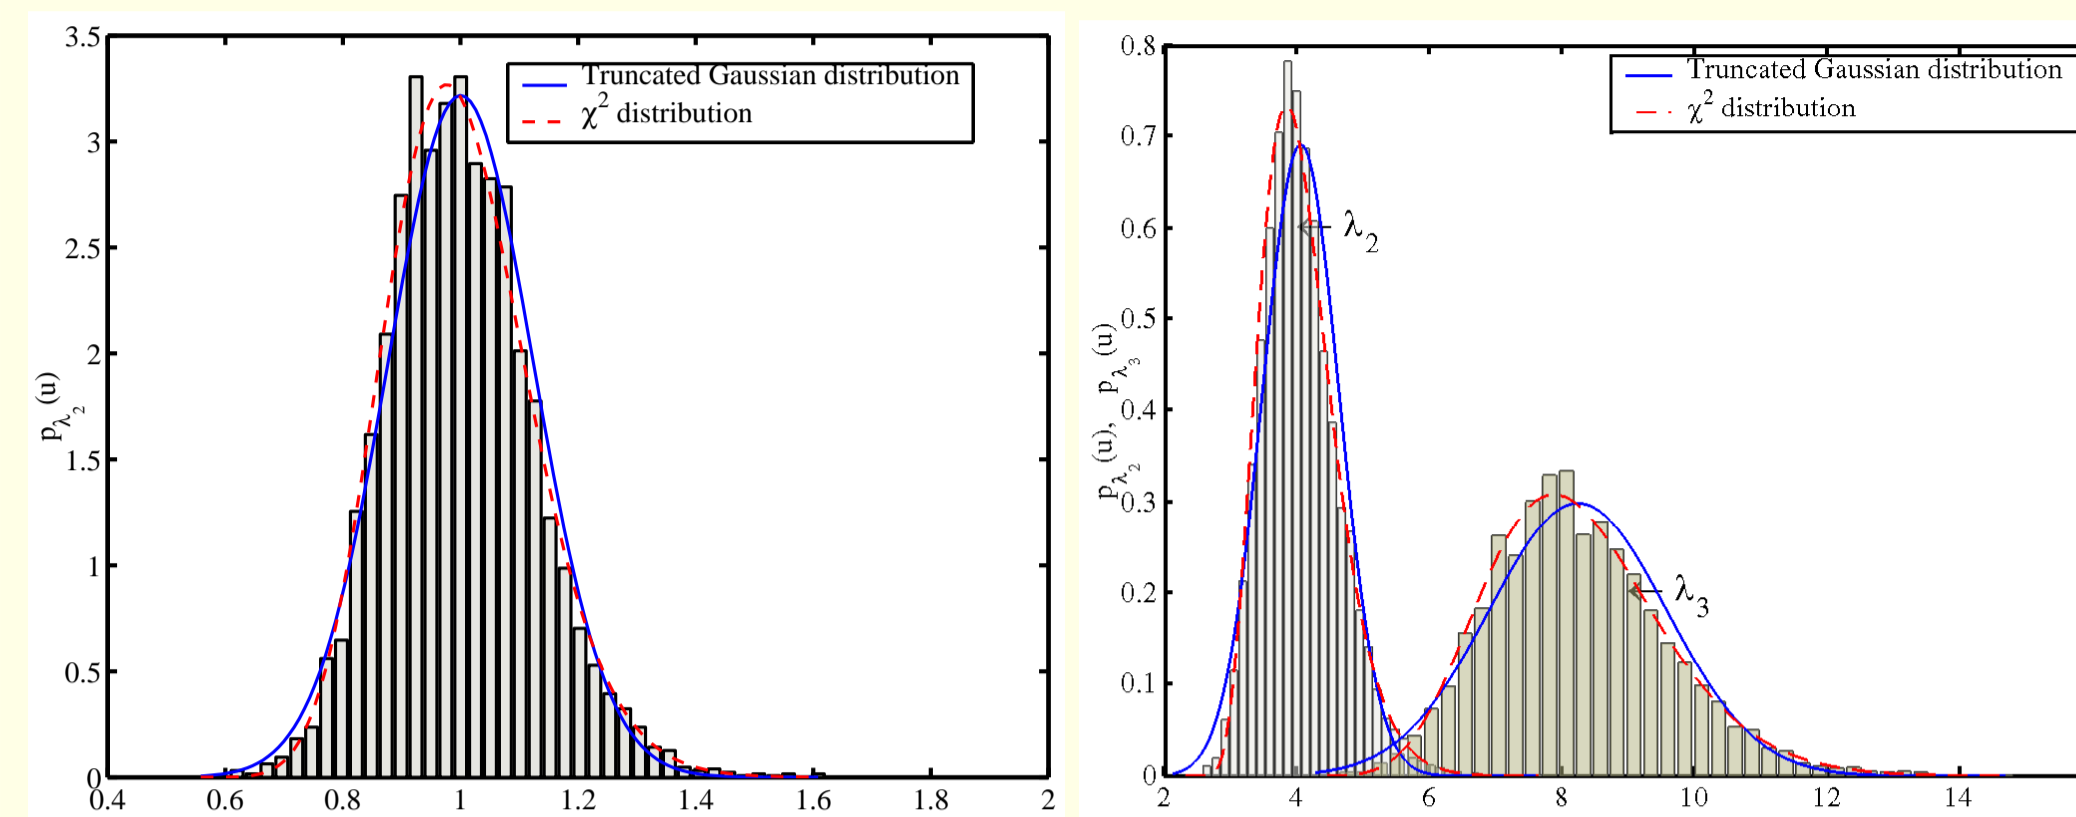 3.5
3
2.5
2
1.5
1
0.5
0
p_λ₂ (u)
Truncated Gaussian distribution
χ² distribution
0.4 0.6 0.8 1 1.2 1.4 1.6 1.8 2
0.8
0.7
0.6
0.5
0.4
0.3
0.2
0.1
0
p_λ₂ (u), p_λ₃ (u)
Truncated Gaussian distribution
χ² distribution
λ₂
λ₃
2 4 6 8 10 12 14